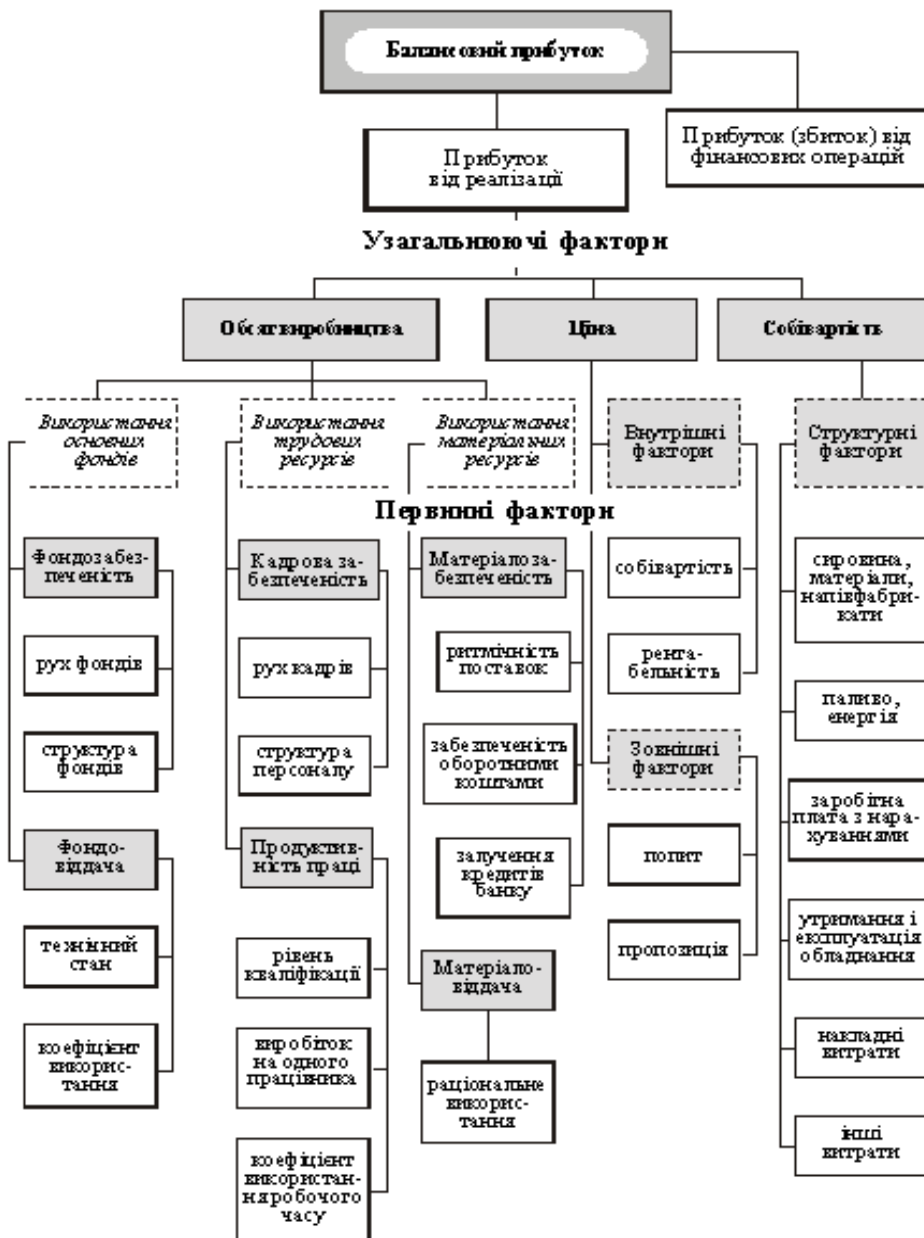 Балансовий прибуток
Прибуток (збиток) від
фінансових операцій
Прибуток
від реалізації
Узагальнюючі фактори
Обсяг виробництва
Ціна
Собівартість
Використання
основних
фондів
Використання
трудових
ресурсів
Використання
матеріальних
ресурсів
Внутрішні
фактори
Структурні
фактори
Первинні фактори
Фондозабез-
печеність
рух фондів
структура
фондів
Фондо-
віддача
технічний
стан
коефіцієнт
використ-
тання
Кадрова за-
безпеченість
рух кадрів
структура
персоналу
Продуктив-
ність праці
рівень
кваліфікації
виробіток
на одного
працівника
коефіцієнт
використан-
ня робочого
часу
Матеріалоза-
безпеченість
ритмічність
поставок
забезпеченість
оборотними
коштами
залучення
кредитів
банку
Матеріало-
віддача
раціональне
викорис-
тання
собівартість
рента-
бельність
Зовнішні
фактори
попит
пропозиція
сировина,
матеріали,
напівфабри-
кати
паливо,
енергія
заробітна
плата з нара-
хуваннями
утримання і
експлуатація
обладнання
накладні
витрати
інші
витрати